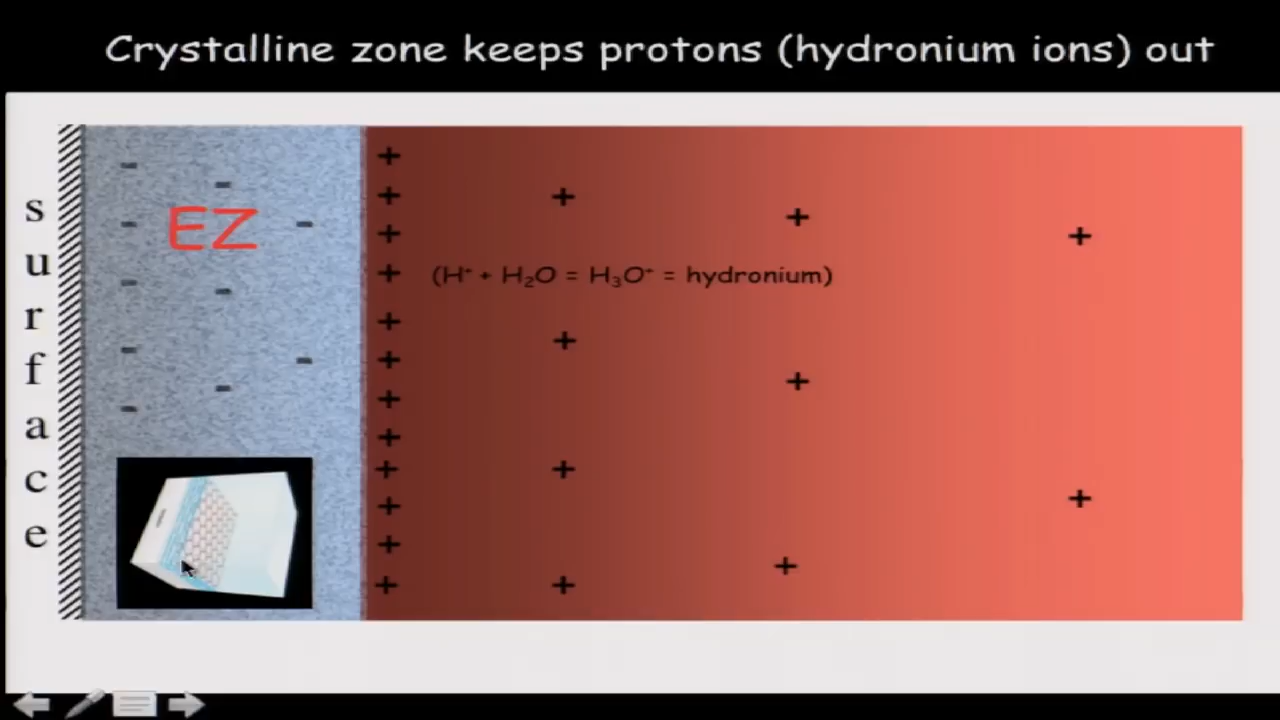 Crystalline zone keeps protons (hydronium ions) out
surface
EZ
(H⁺ + H₂O = H₃O⁺ = hydronium)